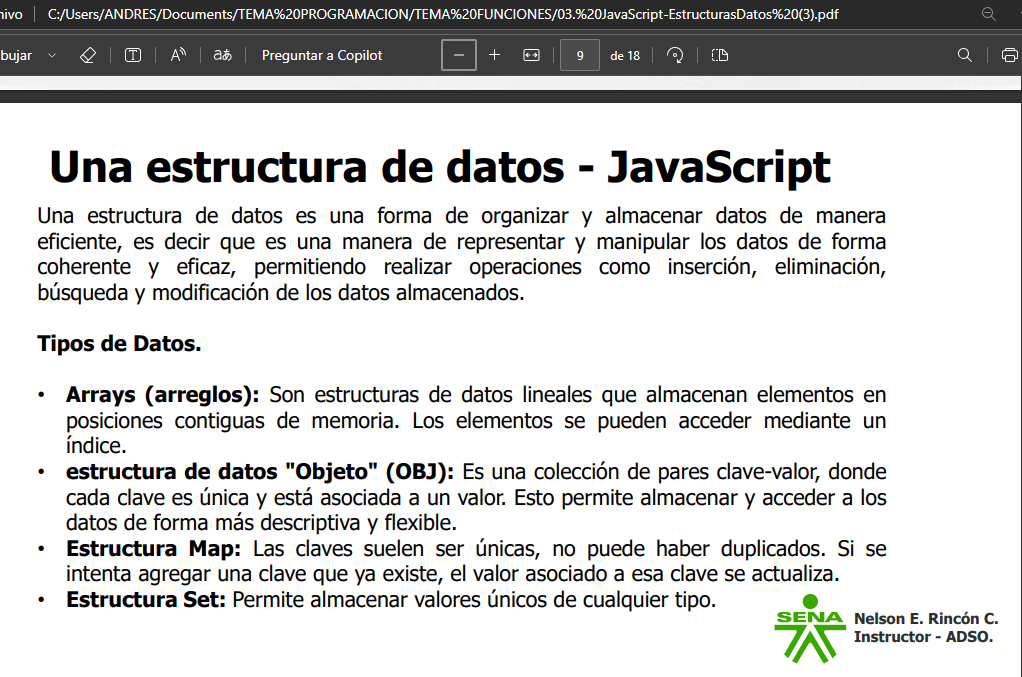 hivo C:/Users/ANDRES/Documents/TEMA%20PROGRAMACION/TEMA%20FUNCIONES/03.%20JavaScript-EstructurasDatos%20(3).pdf
bujar T A aあ Preguntar a Copilot 9 de 18
Una estructura de datos - JavaScript
Una estructura de datos es una forma de organizar y almacenar datos de manera
eficiente, es decir que es una manera de representar y manipular los datos de forma
coherente y eficaz, permitiendo realizar operaciones como inserción, eliminación,
búsqueda y modificación de los datos almacenados.
Tipos de Datos.
• Arrays (arreglos): Son estructuras de datos lineales que almacenan elementos en
posiciones contiguas de memoria. Los elementos se pueden acceder mediante un
índice.
• estructura de datos "Objeto" (OBJ): Es una colección de pares clave-valor, donde
cada clave es única y está asociada a un valor. Esto permite almacenar y acceder a los
datos de forma más descriptiva y flexible.
• Estructura Map: Las claves suelen ser únicas, no puede haber duplicados. Si se
intenta agregar una clave que ya existe, el valor asociado a esa clave se actualiza.
• Estructura Set: Permite almacenar valores únicos de cualquier tipo.
SENA
Nelson E. Rincón C.
Instructor - ADSO.